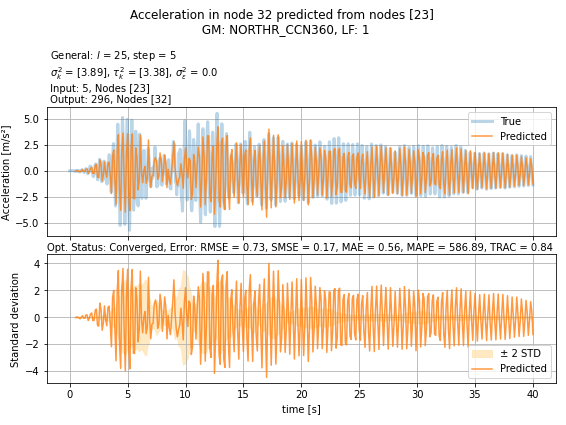 Acceleration in node 32 predicted from nodes [23]
GM: NORTHR_CCN360, LF: 1
General: l = 25, step = 5
σ²ₖ = [3.89], τ²ₖ = [3.38], σ²ₑ = 0.0
Input: 5, Nodes [23]
Output: 296, Nodes [32]
Acceleration [m/s²]
5.0
2.5
0.0
−2.5
−5.0
True
Predicted
Opt. Status: Converged, Error: RMSE = 0.73, SMSE = 0.17, MAE = 0.56, MAPE = 586.89, TRAC = 0.84
Standard deviation
4
2
0
−2
−4
± 2 STD
Predicted
0 5 10 15 20 25 30 35 40
time [s]